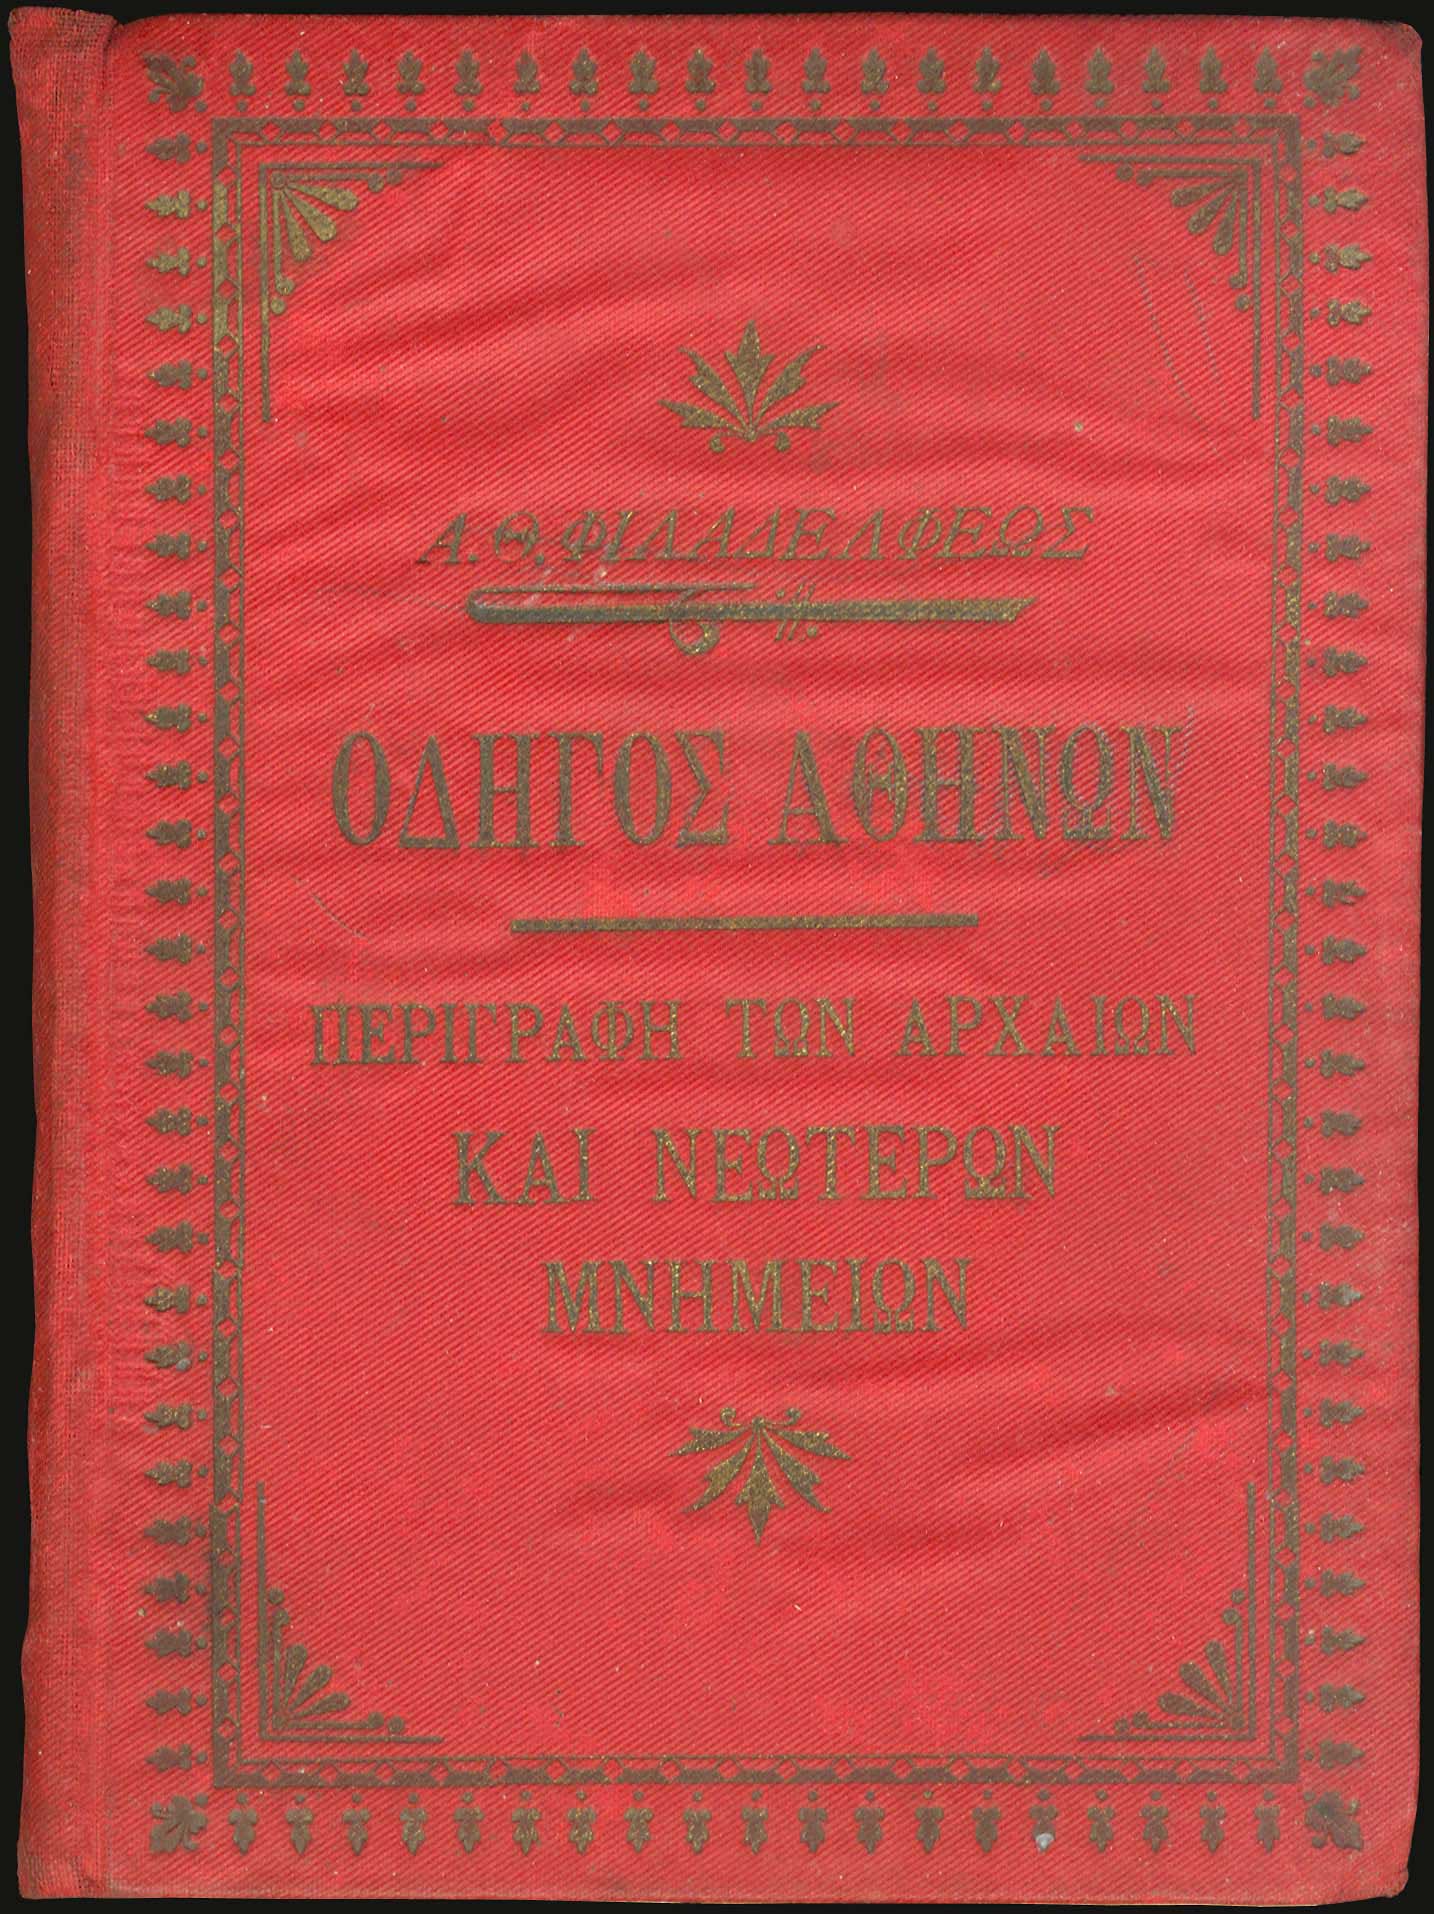 Α. Θ. ΦΙΛΑΔΕΛΦΕΩΣ
ΟΔΗΓΟΣ ΑΘΗΝΩΝ
ΠΕΡΙΓΡΑΦΗ ΤΩΝ ΑΡΧΑΙΩΝ
ΚΑΙ ΝΕΩΤΕΡΩΝ
ΜΝΗΜΕΙΩΝ